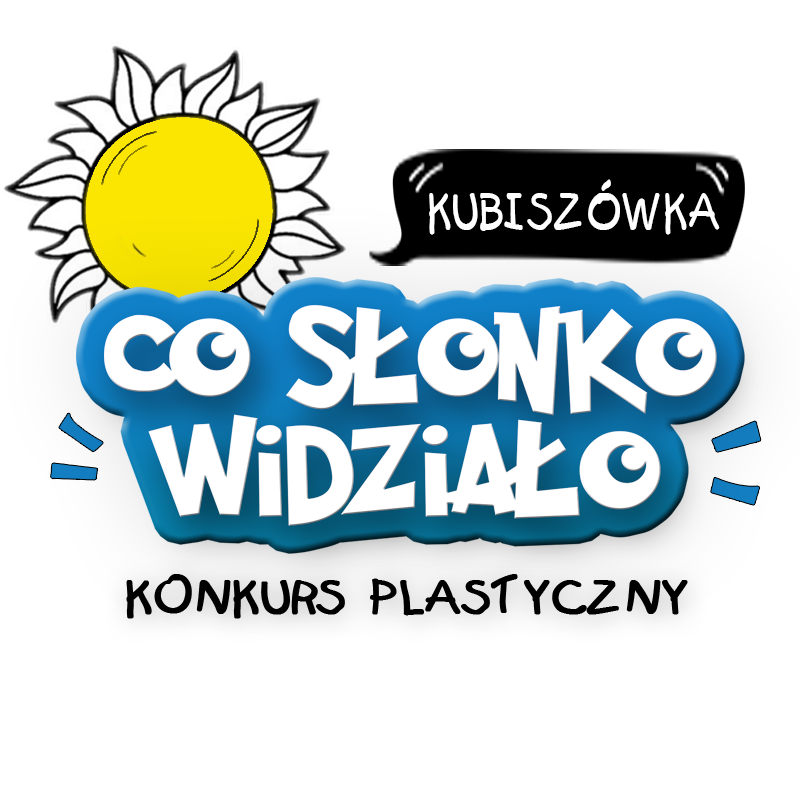 KUBISZÓWKA
CO SŁONKO
WiDZiAŁO
KONKURS PLASTYCZNY